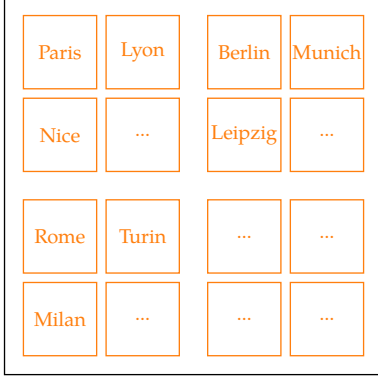 Paris Lyon Berlin Munich
Nice ... Leipzig ...
Rome Turin ... ...
Milan ... ... ...